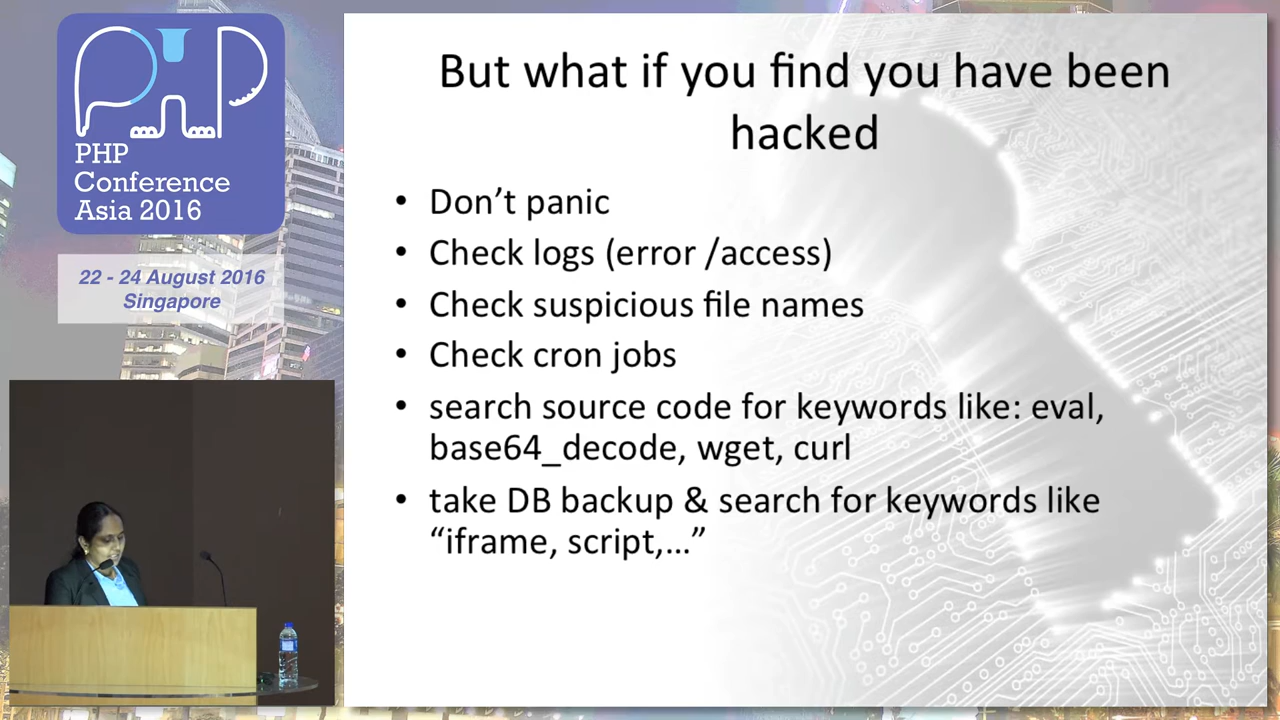 PHP
Conference
Asia 2016
22 - 24 August 2016
Singapore
But what if you find you have been
hacked
• Don’t panic
• Check logs (error /access)
• Check suspicious file names
• Check cron jobs
• search source code for keywords like: eval,
base64_decode, wget, curl
• take DB backup & search for keywords like
“iframe, script,...”